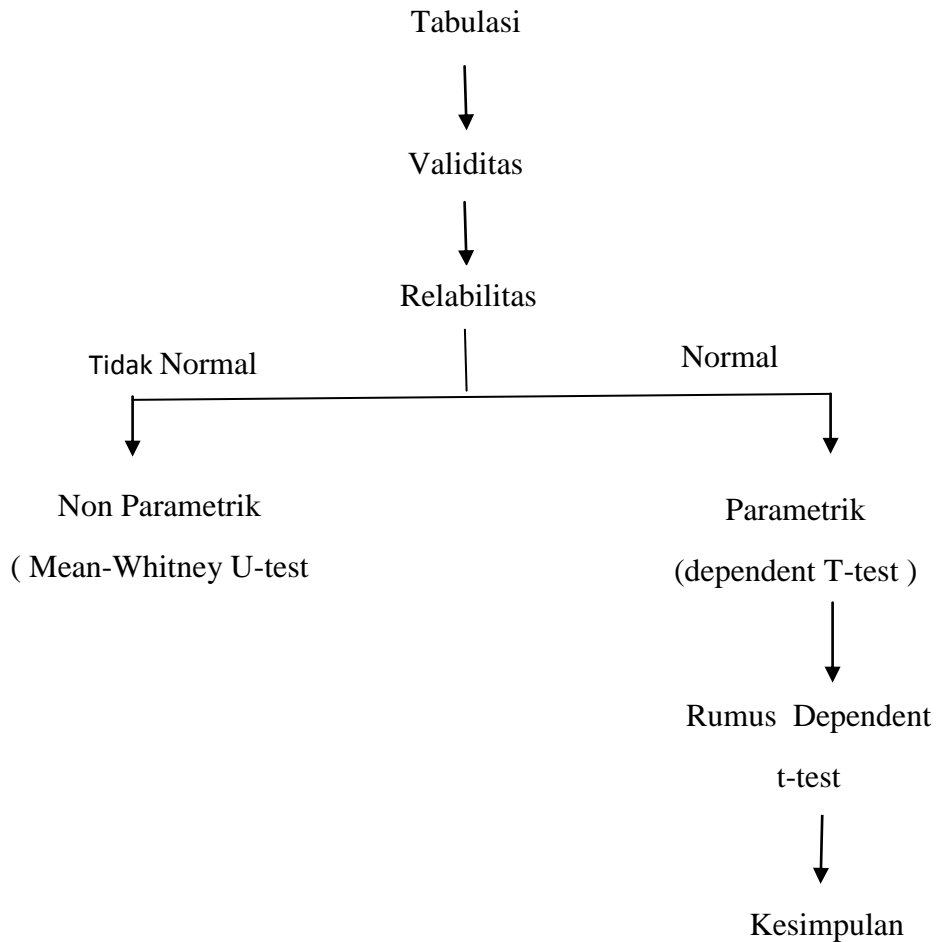 Tabulasi
Validitas
Relabilitas
Tidak Normal
Normal
Non Parametrik
( Mean-Whitney U-test
Parametrik
(dependent T-test )
Rumus Dependent
t-test
Kesimpulan